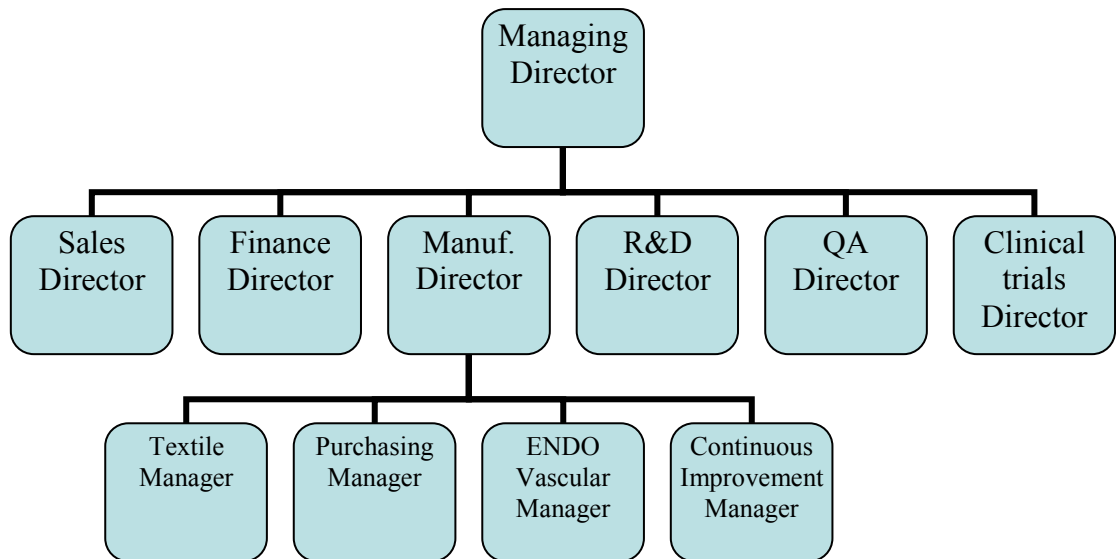 Managing
Director
Sales
Director
Finance
Director
Manuf.
Director
R&D
Director
QA
Director
Clinical
trials
Director
Textile
Manager
Purchasing
Manager
ENDO
Vascular
Manager
Continuous
Improvement
Manager